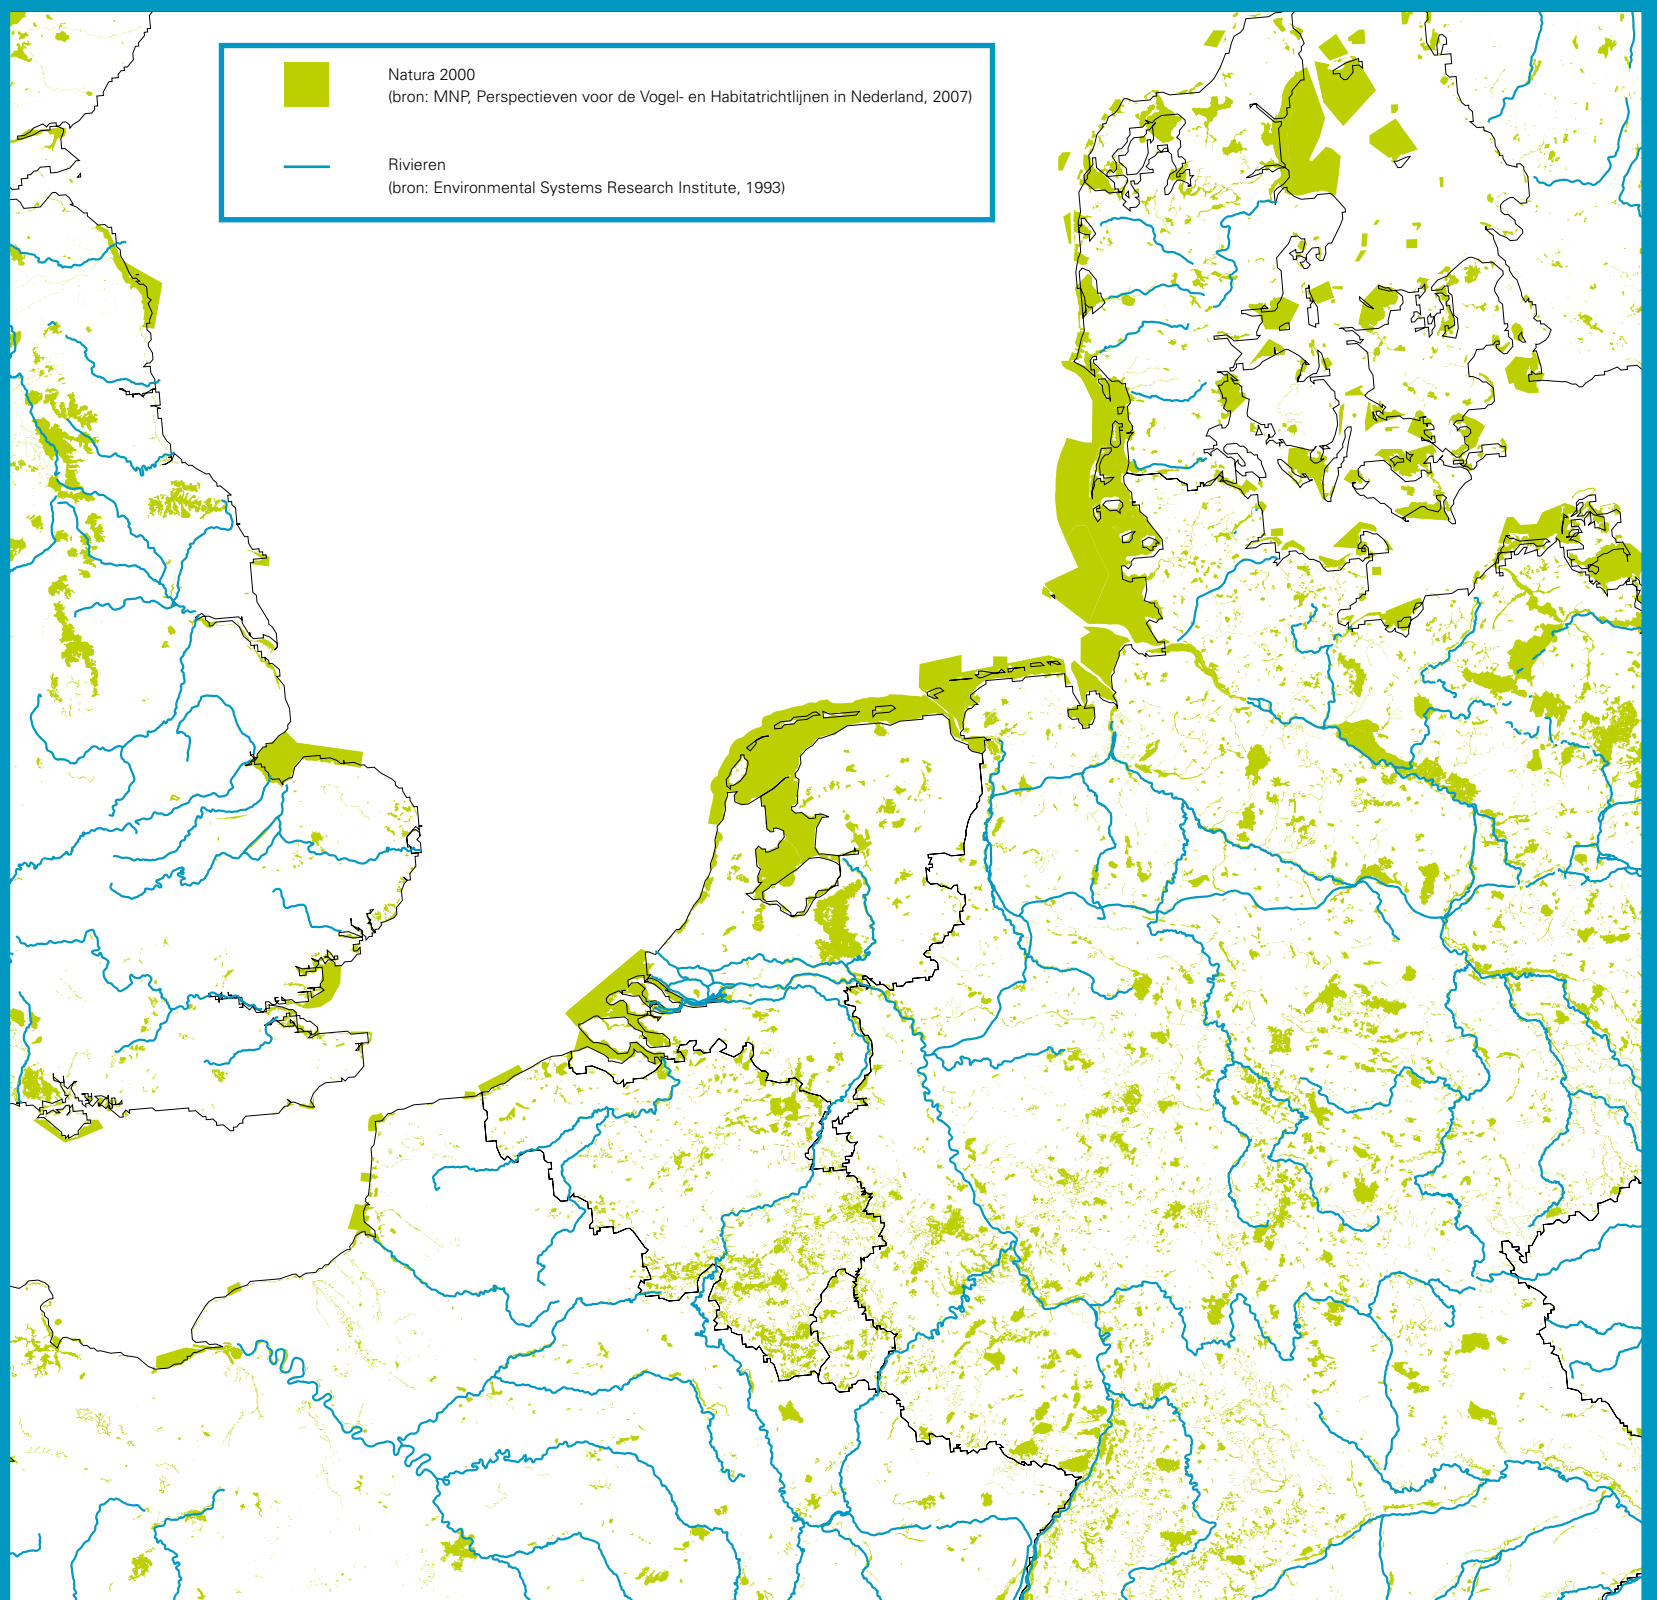 Natura 2000
(bron: MNP, Perspectieven voor de Vogel- en Habitatrichtlijnen in Nederland, 2007)
Rivieren
(bron: Environmental Systems Research Institute, 1993)